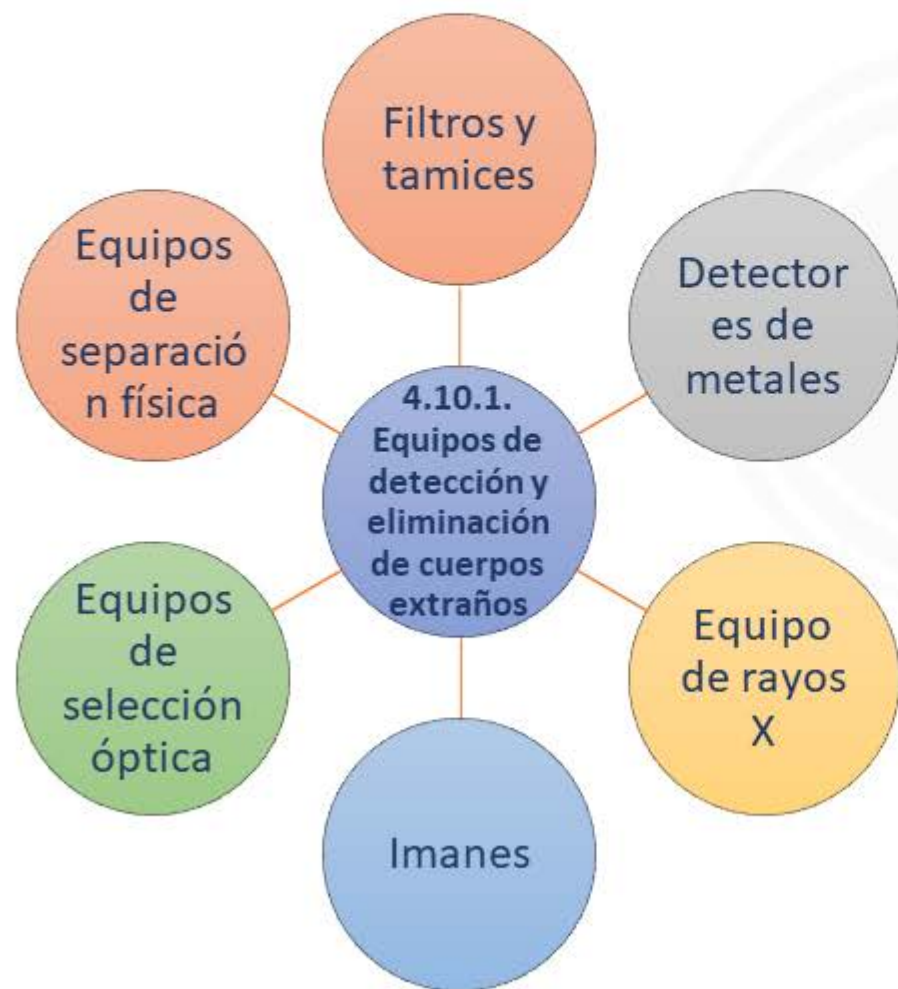 Filtros y
tamices
Equipos
de
separació
n física
Detector
es de
metales
4.10.1.
Equipos de
detección y
eliminación
de cuerpos
extraños
Equipos
de
selección
óptica
Equipo
de rayos
X
Imanes